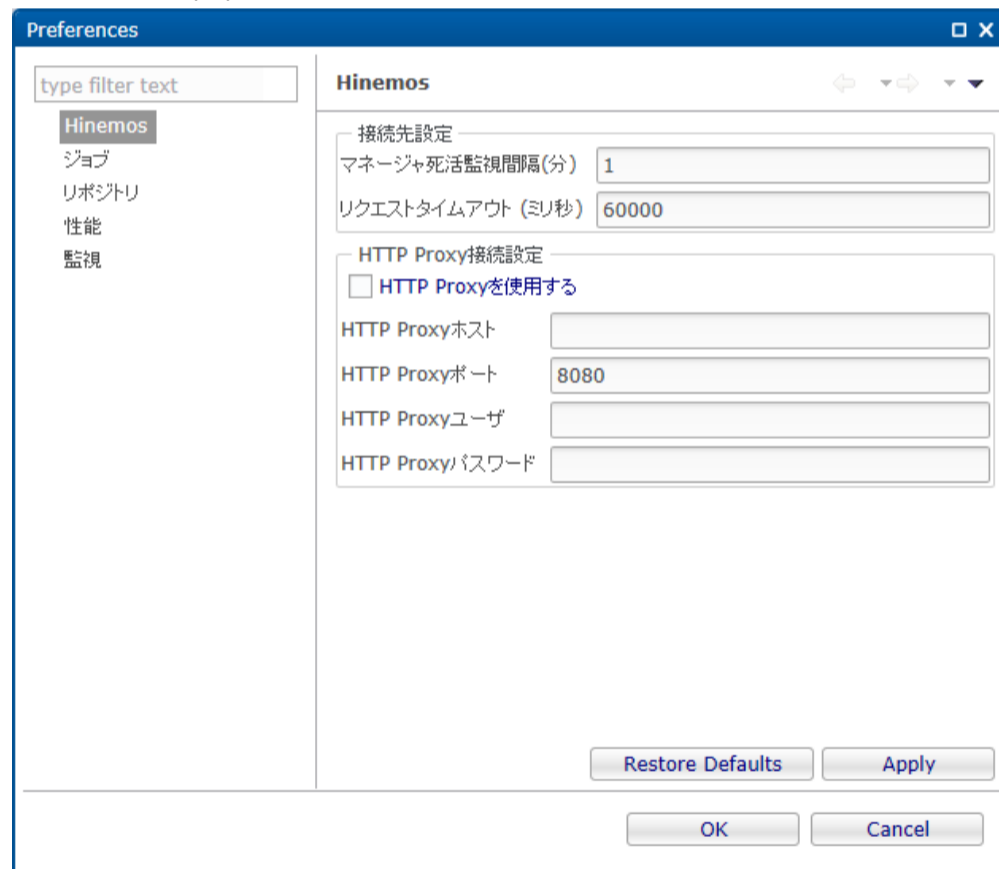 Preferences
type filter text
Hinemos
ジョブ
リポジトリ
性能
監視
Hinemos
接続先設定
マネージャ死活監視間隔(分) 1
リクエストタイムアウト (ミリ秒) 60000
HTTP Proxy接続設定
HTTP Proxyを使用する
HTTP Proxyホスト
HTTP Proxyポート 8080
HTTP Proxyユーザ
HTTP Proxyパスワード
Restore Defaults Apply
OK Cancel